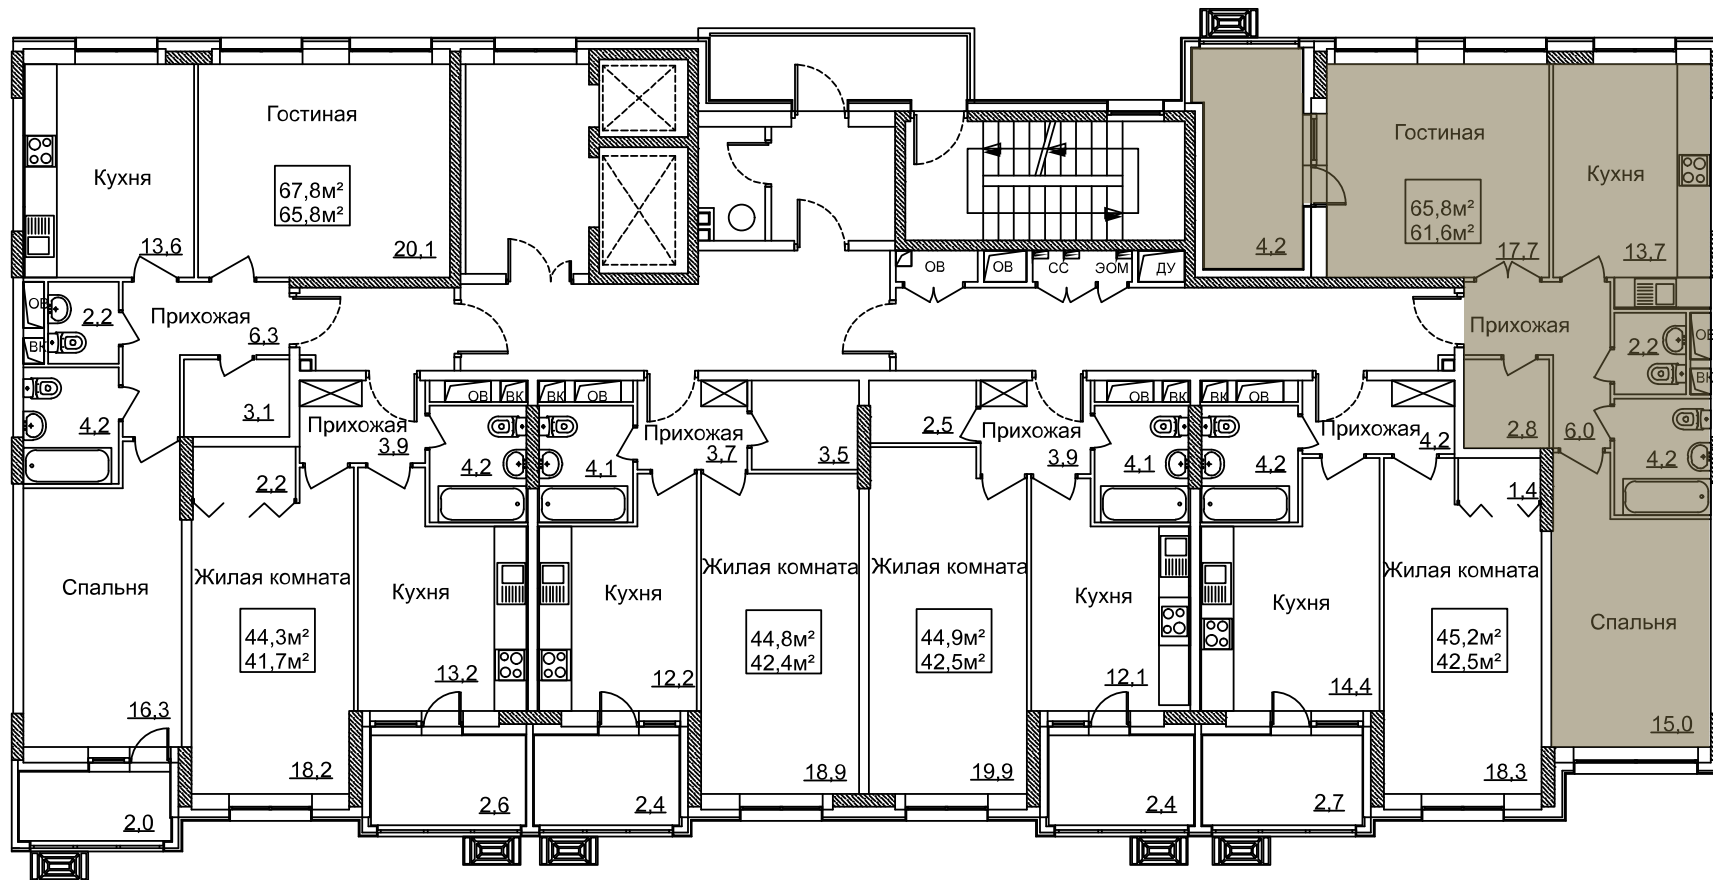 Кухня
13,6
Гостиная
67,8м²
65,8м²
20,1
ОВ
ВК
2,2
Прихожая
6,3
4,2
3,1
Спальня
16,3
2,0
2,2
Жилая комната
44,3м²
41,7м²
18,2
Прихожая
3,9
ОВ
ВК
4,2
Кухня
13,2
2,6
ВК
ОВ
4,1
Прихожая
3,7
3,5
Кухня
12,2
2,4
Жилая комната
44,8м²
42,4м²
18,9
2,5
Прихожая
3,9
Жилая комната
44,9м²
42,5м²
19,9
ОВ
ВК
4,1
Кухня
12,1
2,4
ВК
ОВ
4,2
Прихожая
4,2
Кухня
14,4
2,7
1,4
Жилая комната
45,2м²
42,5м²
18,3
ОВ
ОВ
СС
ЭОМ
ДУ
4,2
Гостиная
65,8м²
61,6м²
17,7
Кухня
13,7
Прихожая
2,2
ОВ
ВК
2,8
6,0
4,2
Спальня
15,0